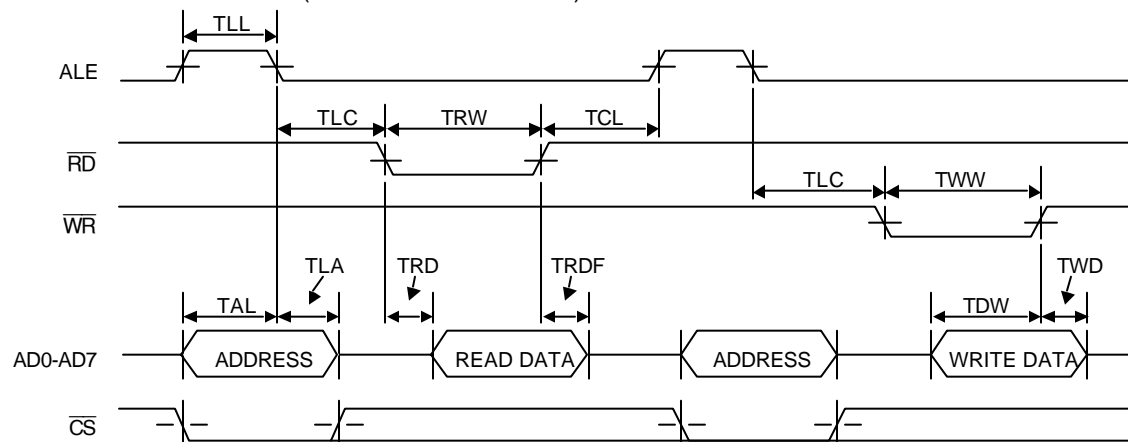 TLL
ALE
TLC TRW TCL
RD
TLC TWW
WR
TLA TRD TRDF TWD
TAL TDW
AD0-AD7 ADDRESS READ DATA ADDRESS WRITE DATA
CS